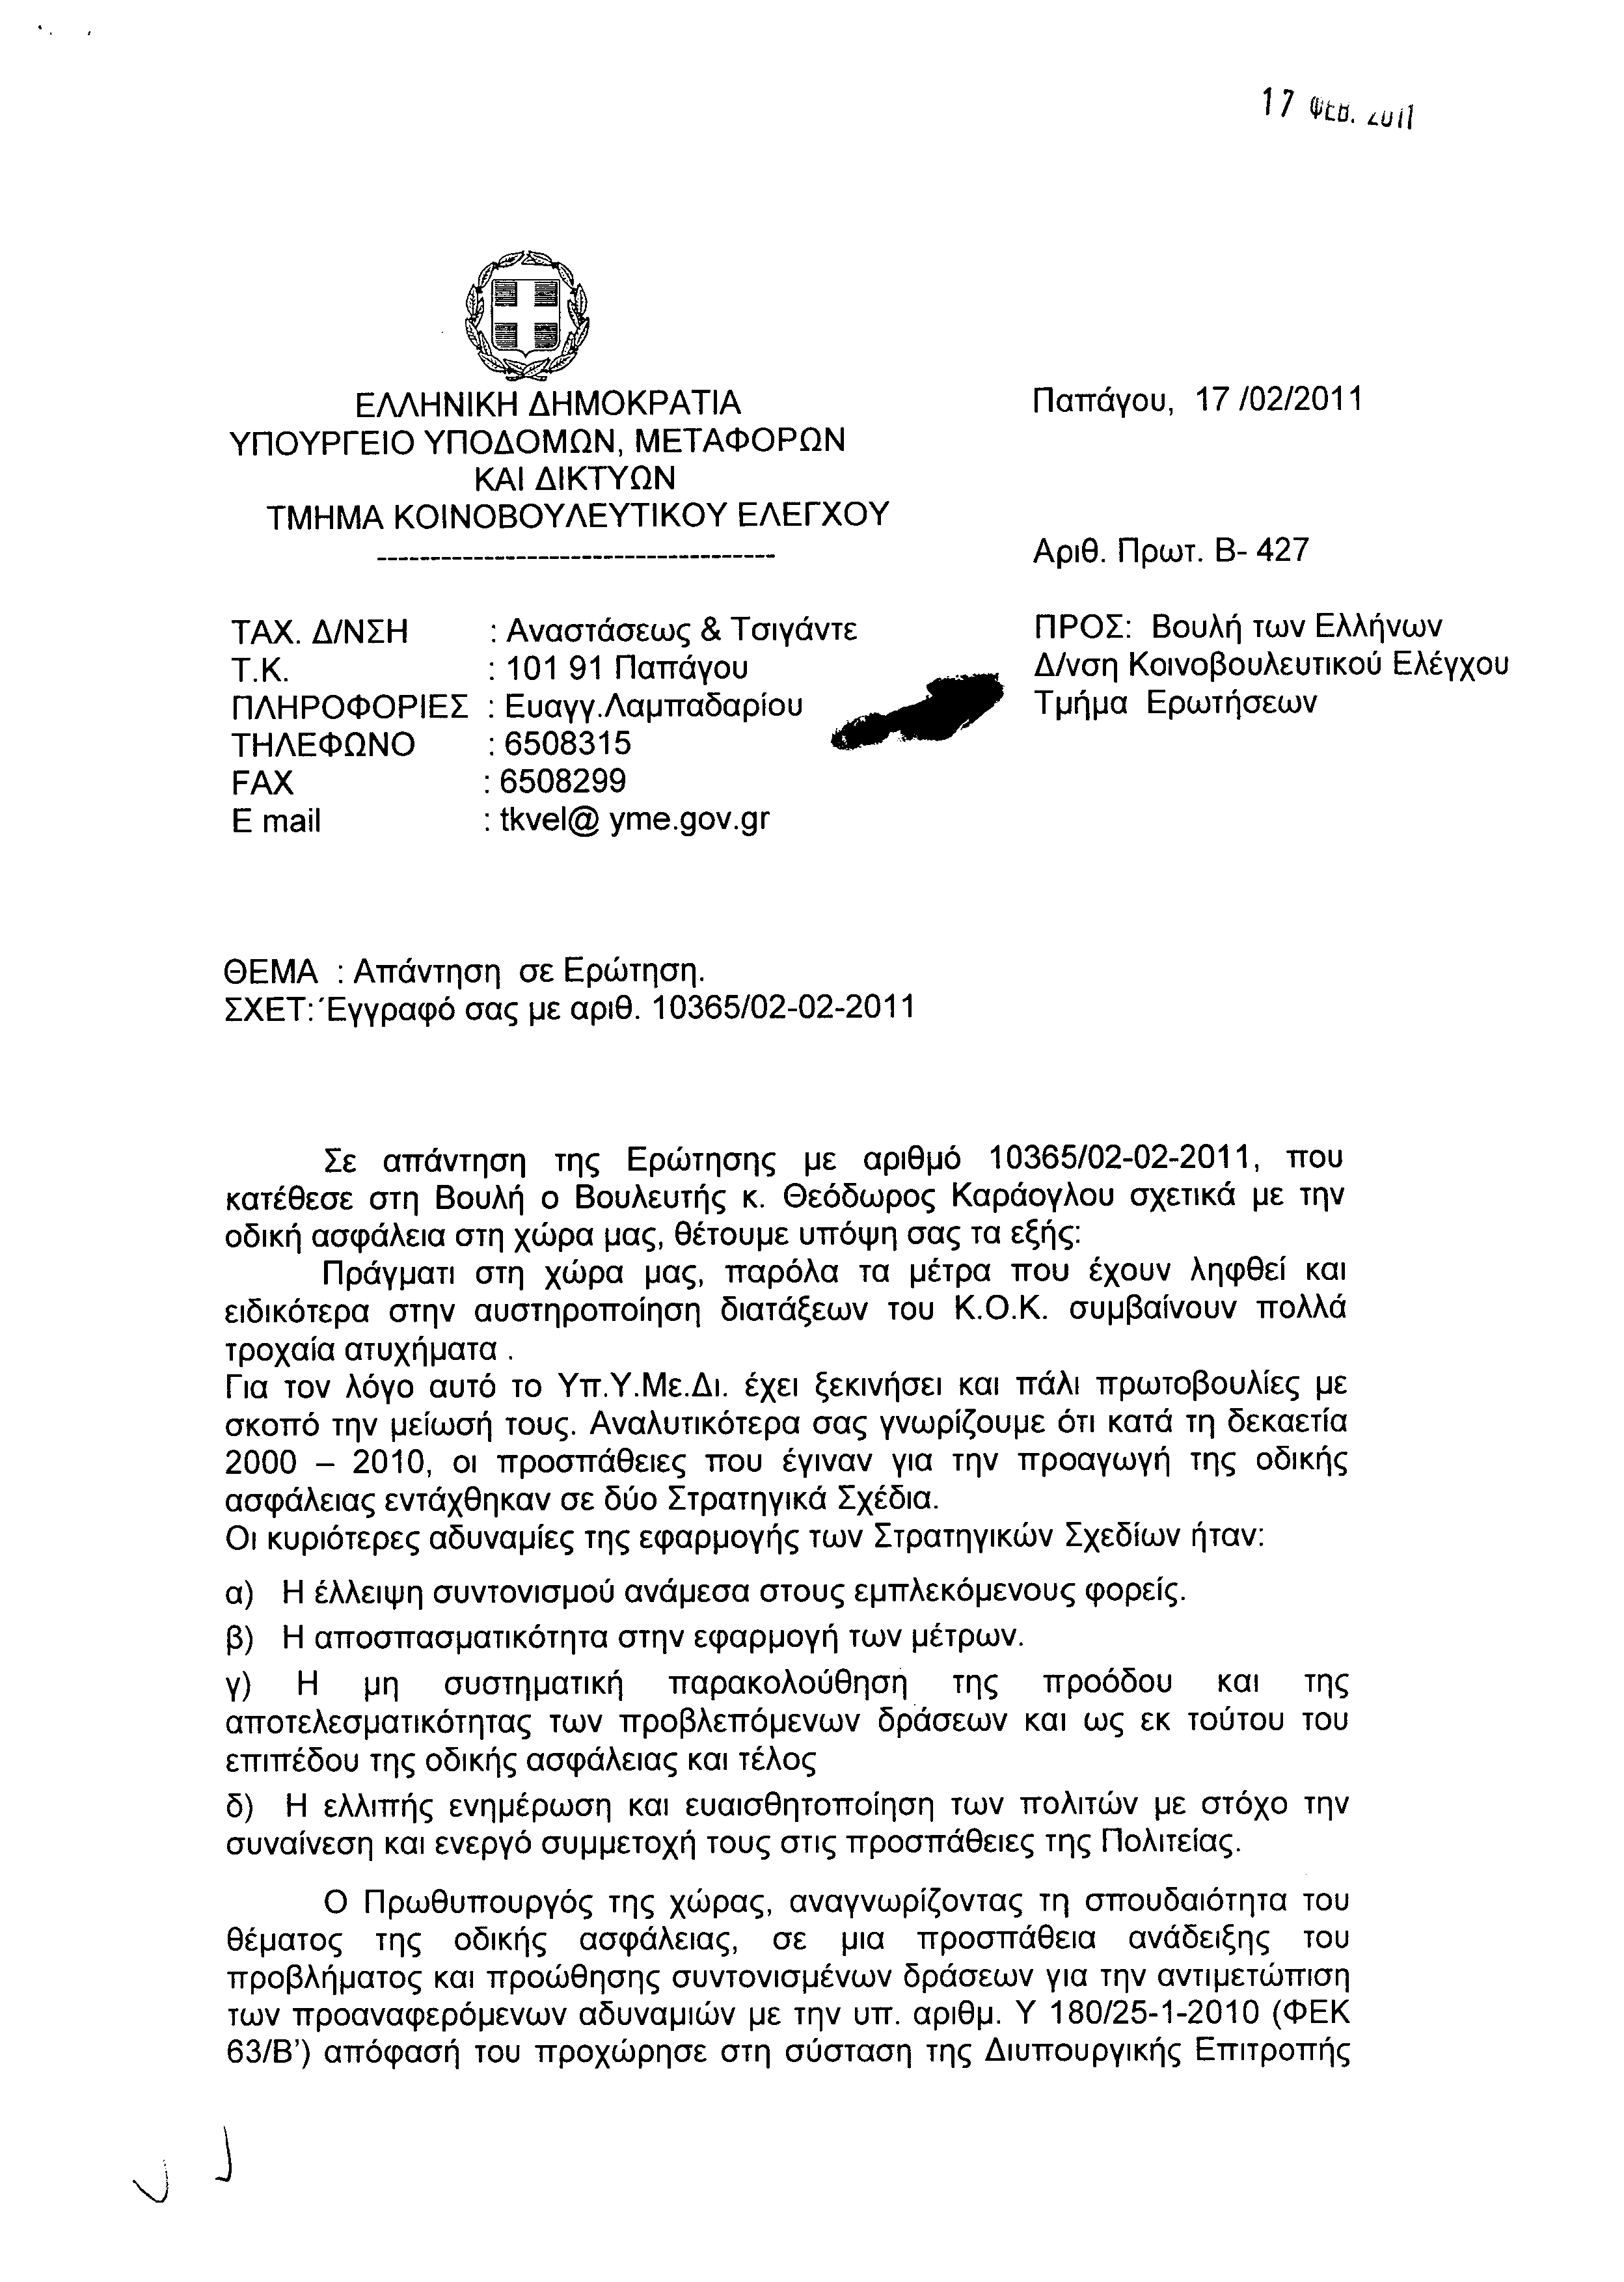 17 ΦΕΒ. 2011
ΕΛΛΗΝΙΚΗ ΔΗΜΟΚΡΑΤΙΑ
ΥΠΟΥΡΓΕΙΟ ΥΠΟΔΟΜΩΝ, ΜΕΤΑΦΟΡΩΝ
ΚΑΙ ΔΙΚΤΥΩΝ
ΤΜΗΜΑ ΚΟΙΝΟΒΟΥΛΕΥΤΙΚΟΥ ΕΛΕΓΧΟΥ
------------------------------------
Παπάγου, 17 /02/2011
Αριθ. Πρωτ. Β- 427
ΤΑΧ. Δ/ΝΣΗ : Αναστάσεως & Τσιγάντε
Τ.Κ. : 101 91 Παπάγου
ΠΛΗΡΟΦΟΡΙΕΣ : Ευαγγ.Λαμπαδαρίου
ΤΗΛΕΦΩΝΟ : 6508315
FAX : 6508299
E mail : tkvel@ yme.gov.gr
ΠΡΟΣ: Βουλή των Ελλήνων
Δ/νση Κοινοβουλευτικού Ελέγχου
Τμήμα Ερωτήσεων
ΘΕΜΑ : Απάντηση σε Ερώτηση.
ΣΧΕΤ: Έγγραφό σας με αριθ. 10365/02-02-2011
Σε απάντηση της Ερώτησης με αριθμό 10365/02-02-2011, που
κατέθεσε στη Βουλή ο Βουλευτής κ. Θεόδωρος Καράογλου σχετικά με την
οδική ασφάλεια στη χώρα μας, θέτουμε υπόψη σας τα εξής:
Πράγματι στη χώρα μας, παρόλα τα μέτρα που έχουν ληφθεί και
ειδικότερα στην αυστηροποίηση διατάξεων του Κ.Ο.Κ. συμβαίνουν πολλά
τροχαία ατυχήματα .
Για τον λόγο αυτό το Υπ.Υ.Με.Δι. έχει ξεκινήσει και πάλι πρωτοβουλίες με
σκοπό την μείωσή τους. Αναλυτικότερα σας γνωρίζουμε ότι κατά τη δεκαετία
2000 – 2010, οι προσπάθειες που έγιναν για την προαγωγή της οδικής
ασφάλειας εντάχθηκαν σε δύο Στρατηγικά Σχέδια.
Οι κυριότερες αδυναμίες της εφαρμογής των Στρατηγικών Σχεδίων ήταν:
α) Η έλλειψη συντονισμού ανάμεσα στους εμπλεκόμενους φορείς.
β) Η αποσπασματικότητα στην εφαρμογή των μέτρων.
γ) Η μη συστηματική παρακολούθηση της προόδου και της
αποτελεσματικότητας των προβλεπόμενων δράσεων και ως εκ τούτου του
επιπέδου της οδικής ασφάλειας και τέλος
δ) Η ελλιπής ενημέρωση και ευαισθητοποίηση των πολιτών με στόχο την
συναίνεση και ενεργό συμμετοχή τους στις προσπάθειες της Πολιτείας.
Ο Πρωθυπουργός της χώρας, αναγνωρίζοντας τη σπουδαιότητα του
θέματος της οδικής ασφάλειας, σε μια προσπάθεια ανάδειξης του
προβλήματος και προώθησης συντονισμένων δράσεων για την αντιμετώπιση
των προαναφερόμενων αδυναμιών με την υπ. αριθμ. Υ 180/25-1-2010 (ΦΕΚ
63/Β’) απόφασή του προχώρησε στη σύσταση της Διυπουργικής Επιτροπής